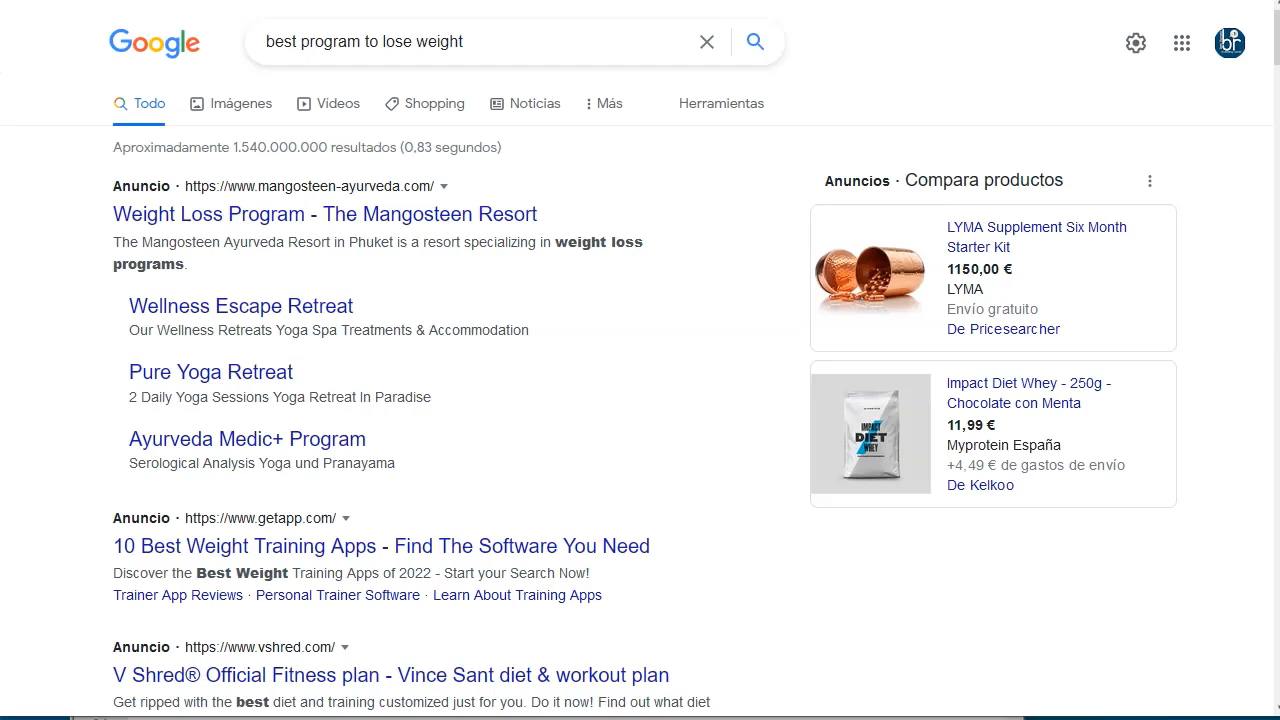 Google
best program to lose weight
br
Todo
Imágenes
Vídeos
Shopping
Noticias
Más
Herramientas
Aproximadamente 1.540.000.000 resultados (0,83 segundos)
Anuncio · https://www.mangosteen-ayurveda.com/
Weight Loss Program - The Mangosteen Resort
The Mangosteen Ayurveda Resort in Phuket is a resort specializing in weight loss
programs.
Wellness Escape Retreat
Our Wellness Retreats Yoga Spa Treatments & Accommodation
Pure Yoga Retreat
2 Daily Yoga Sessions Yoga Retreat In Paradise
Ayurveda Medic+ Program
Serological Analysis Yoga und Pranayama
Anuncio · https://www.getapp.com/
10 Best Weight Training Apps - Find The Software You Need
Discover the Best Weight Training Apps of 2022 - Start your Search Now!
Trainer App Reviews · Personal Trainer Software · Learn About Training Apps
Anuncio · https://www.vshred.com/
V Shred® Official Fitness plan - Vince Sant diet & workout plan
Get ripped with the best diet and training customized just for you. Do it now! Find out what diet
Anuncios · Compara productos
LYMA Supplement Six Month
Starter Kit
1150,00 €
LYMA
Envío gratuito
De Pricesearcher
IMPACT
DIET
WHEY
Impact Diet Whey - 250g -
Chocolate con Menta
11,99 €
Myprotein España
+4,49 € de gastos de envío
De Kelkoo